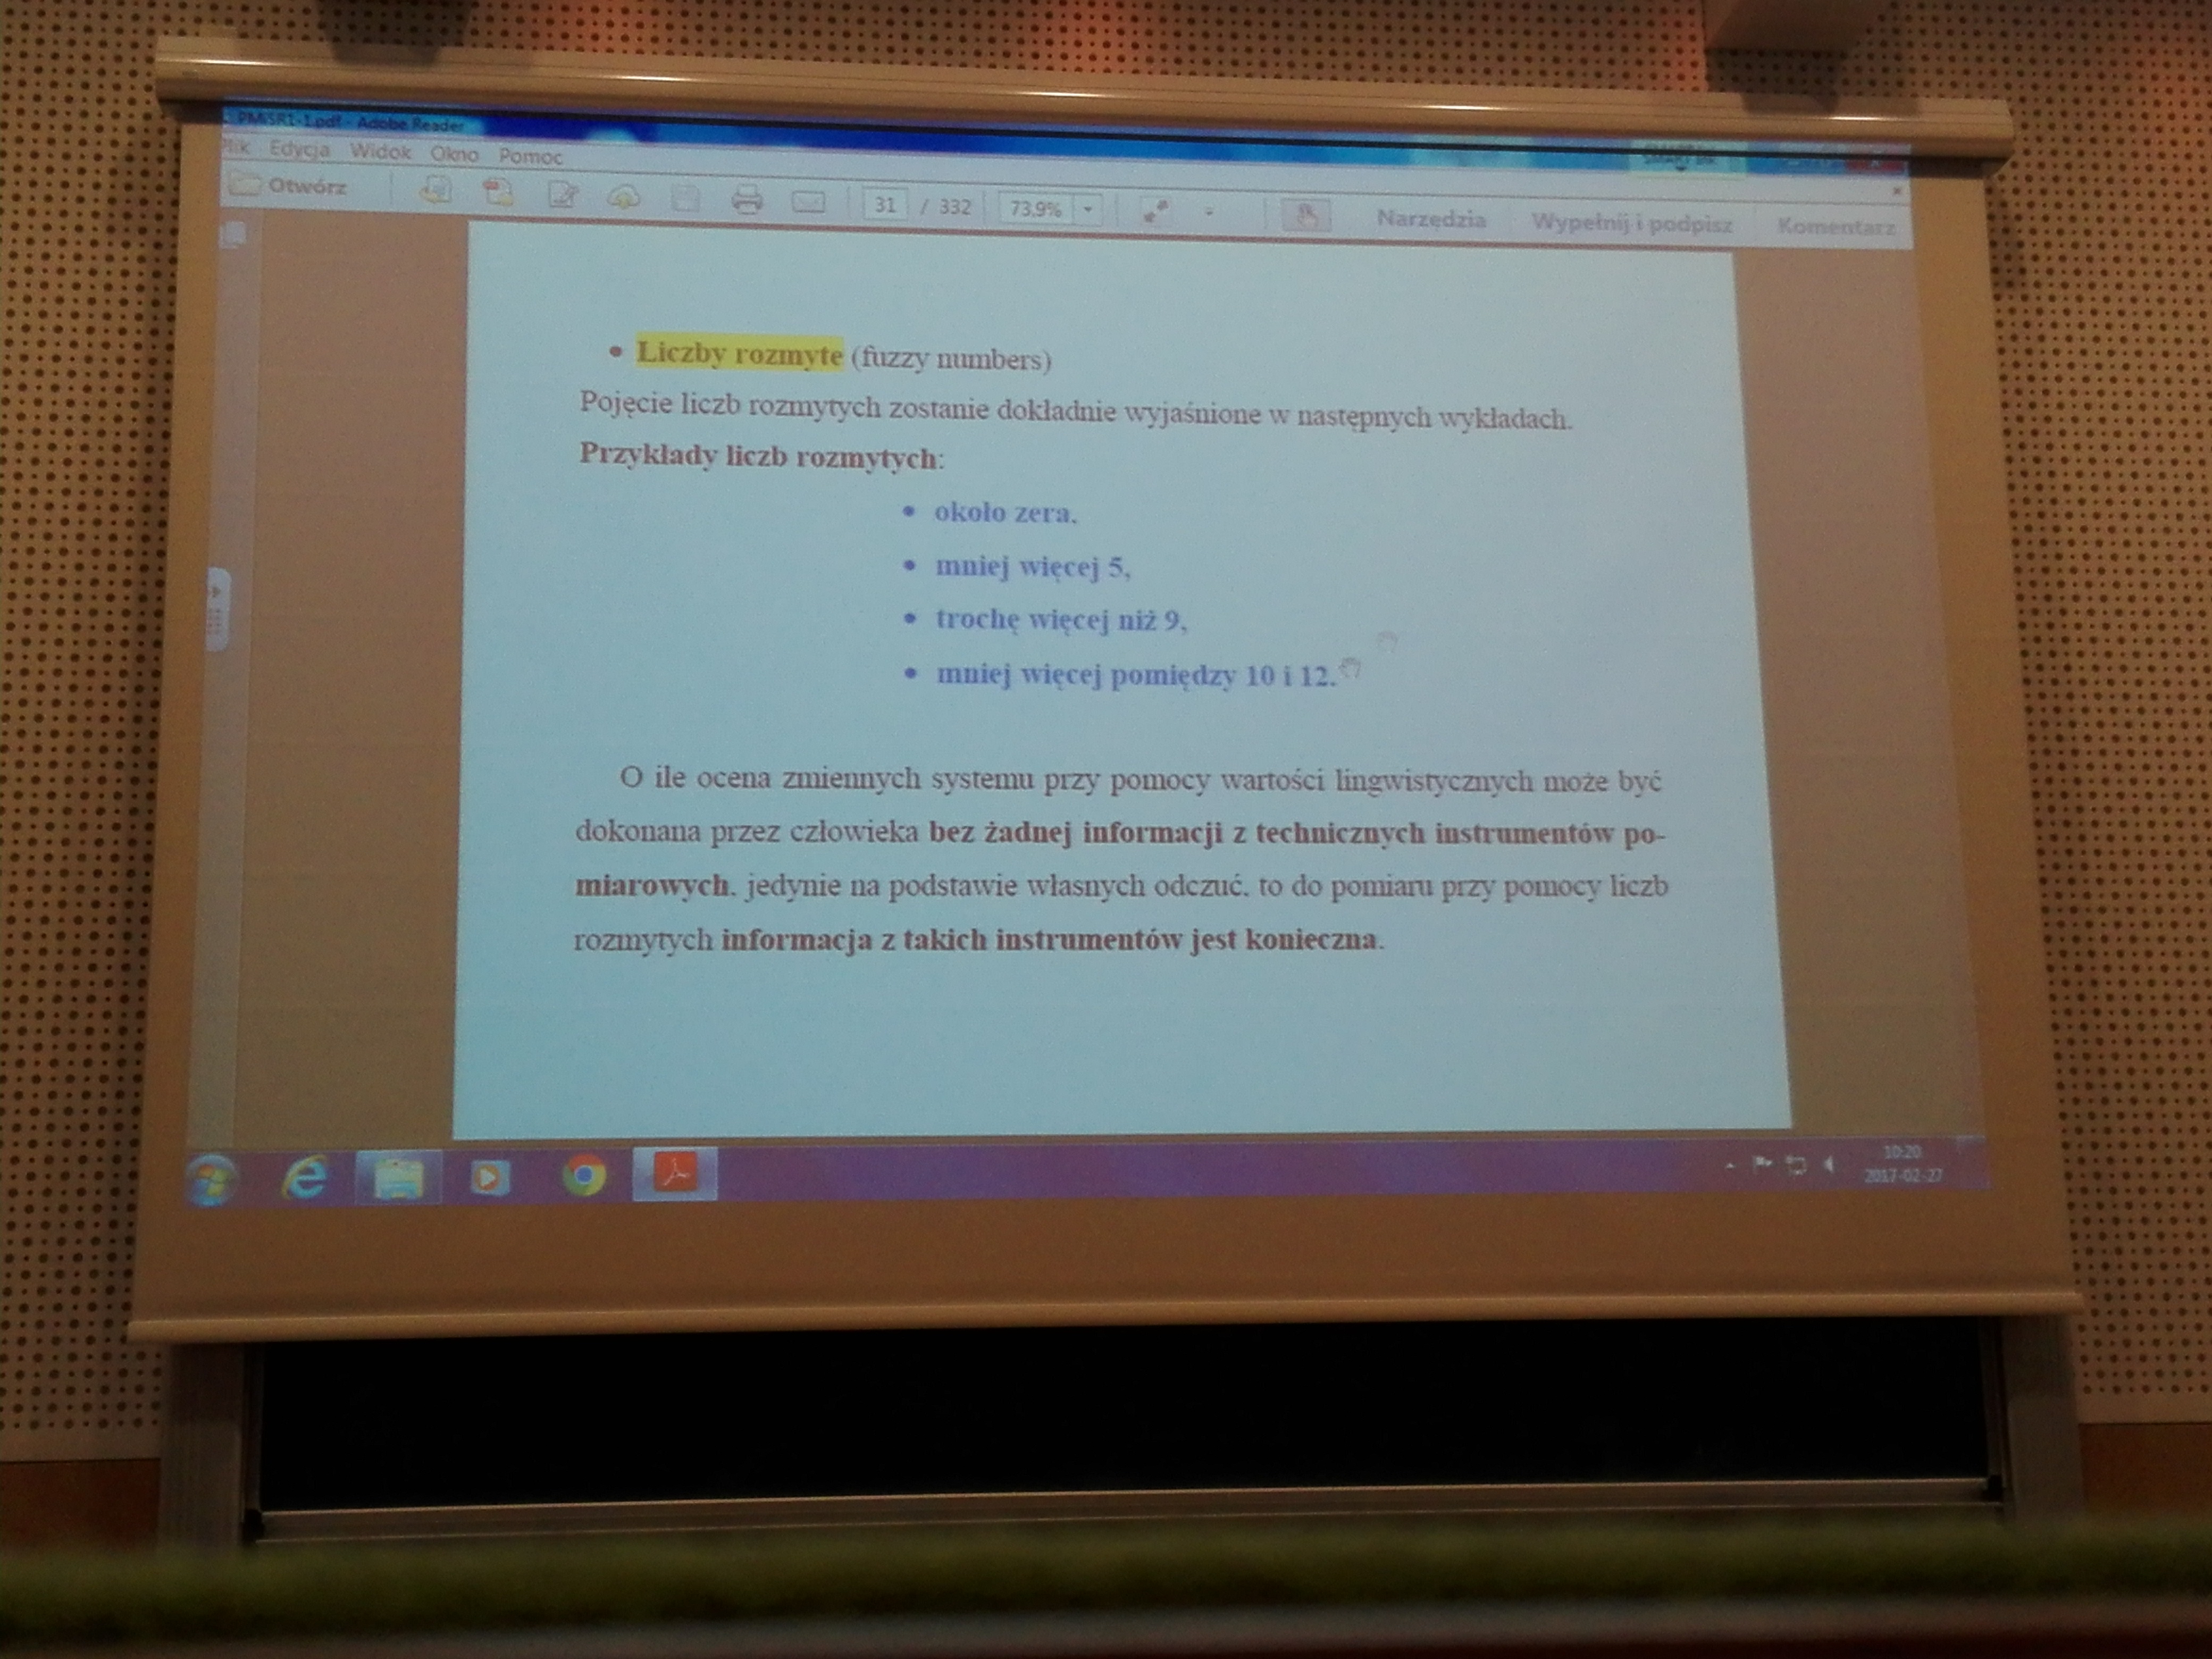 PMiSR1-1.pdf - Adobe Reader
Plik Edycja Widok Okno Pomoc
Otwórz 31 / 332 73,9% Narzędzia Wypełnij i podpisz Komentarz
• Liczby rozmyte (fuzzy numbers)
Pojęcie liczb rozmytych zostanie dokładnie wyjaśnione w następnych wykładach.
Przykłady liczb rozmytych:
• około zera,
• mniej więcej 5,
• trochę więcej niż 9,
• mniej więcej pomiędzy 10 i 12.
O ile ocena zmiennych systemu przy pomocy wartości lingwistycznych może być
dokonana przez człowieka bez żadnej informacji z technicznych instrumentów po-
miarowych, jedynie na podstawie własnych odczuć, to do pomiaru przy pomocy liczb
rozmytych informacja z takich instrumentów jest konieczna.
10:20
2017-02-27